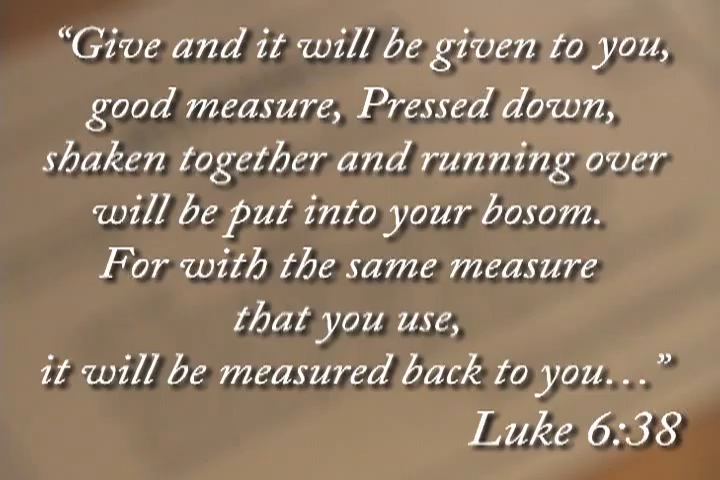 “Give and it will be given to you,
good measure, Pressed down,
shaken together and running over
will be put into your bosom.
For with the same measure
that you use,
it will be measured back to you...”
Luke 6:38